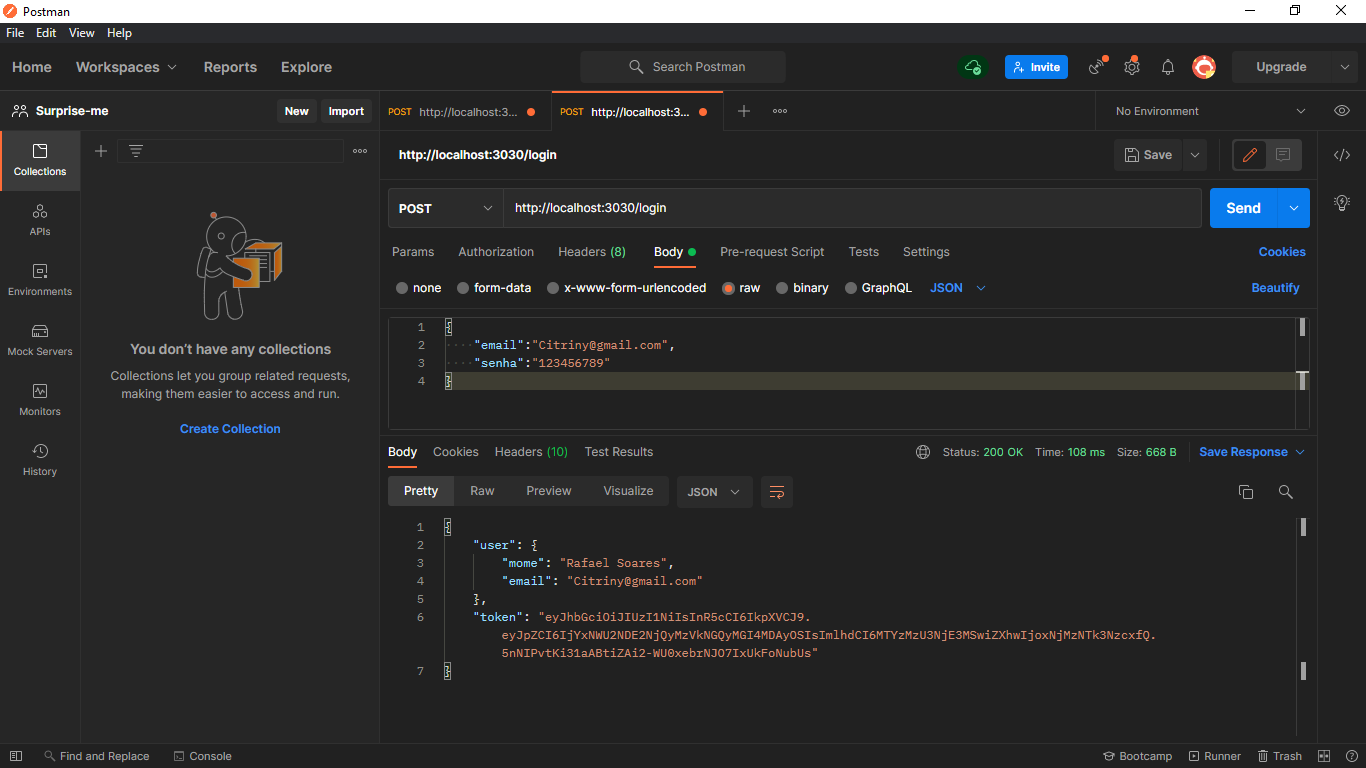 Postman
File Edit View Help
Home Workspaces Reports Explore Search Postman Invite Upgrade
Surprise-me New Import
POST http://localhost:3... POST http://localhost:3... No Environment
Collections
APIs
Environments
Mock Servers
Monitors
History
You don't have any collections
Collections let you group related requests,
making them easier to access and run.
Create Collection
http://localhost:3030/login Save
POST http://localhost:3030/login Send
Params Authorization Headers (8) Body Pre-request Script Tests Settings Cookies
none form-data x-www-form-urlencoded raw binary GraphQL JSON Beautify
1 {
2 "email":"Citriny@gmail.com",
3 "senha":"123456789"
4 }
Body Cookies Headers (10) Test Results Status: 200 OK Time: 108 ms Size: 668 B Save Response
Pretty Raw Preview Visualize JSON
1 {
2 "user": {
3 "mome": "Rafael Soares",
4 "email": "Citriny@gmail.com"
5 },
6 "token": "eyJhbGciOiJIUzI1NiIsInR5cCI6IkpXVCJ9.
eyJpZCI6IjYxNWU2NDE2NjQyMzVkNGQyMGI4MDAyOSIsImlhdCI6MTYzMzU3NjE3MSwiZXhwIjoxNjMzNTk3NzcxfQ.
5nNIPvtKi31aABtiZAi2-WU0xebrNJO7IxUkFoNubUs"
7 }
Find and Replace Console Bootcamp Runner Trash